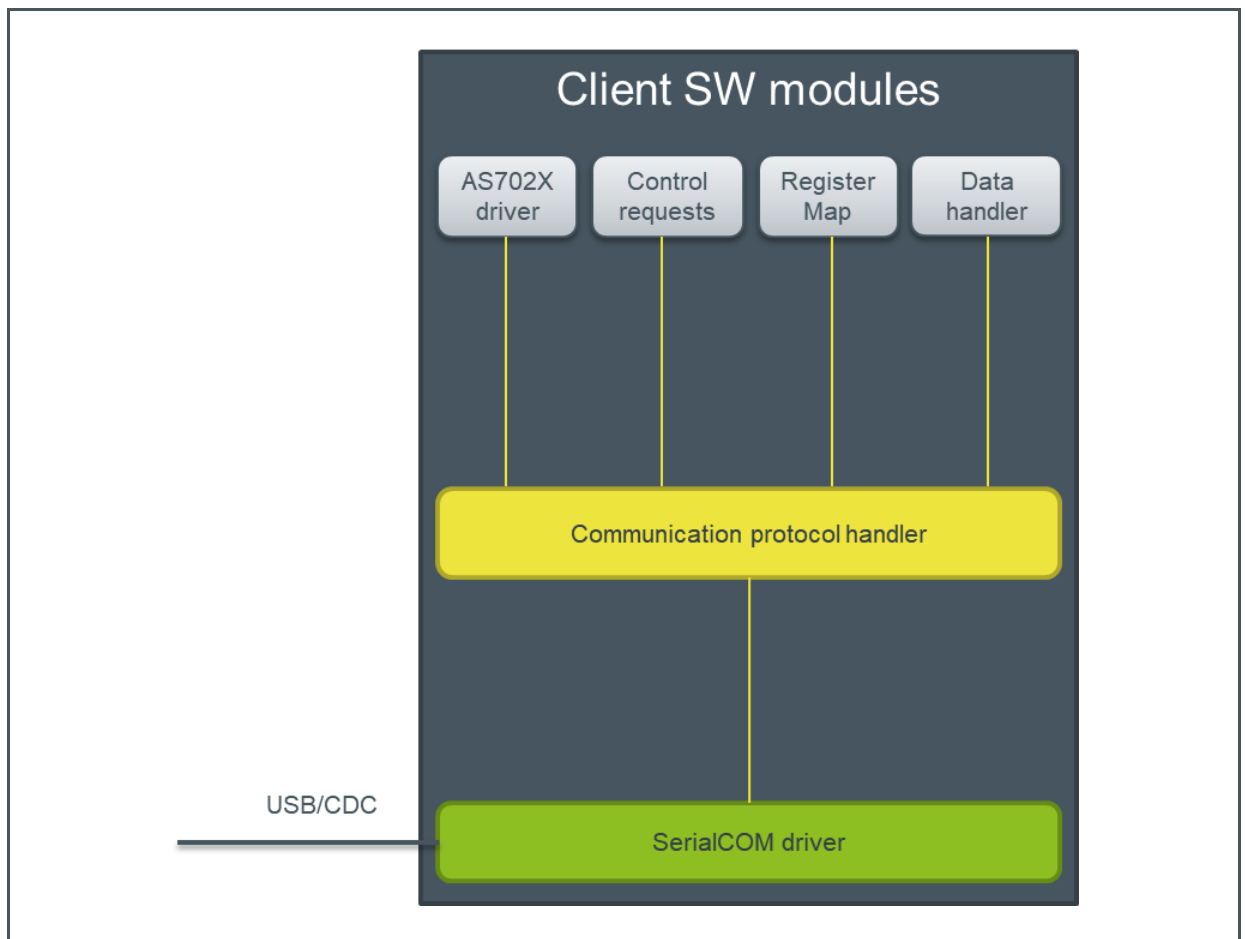 Client SW modules
AS702X
driver
Control
requests
Register
Map
Data
handler
Communication protocol handler
USB/CDC
SerialCOM driver